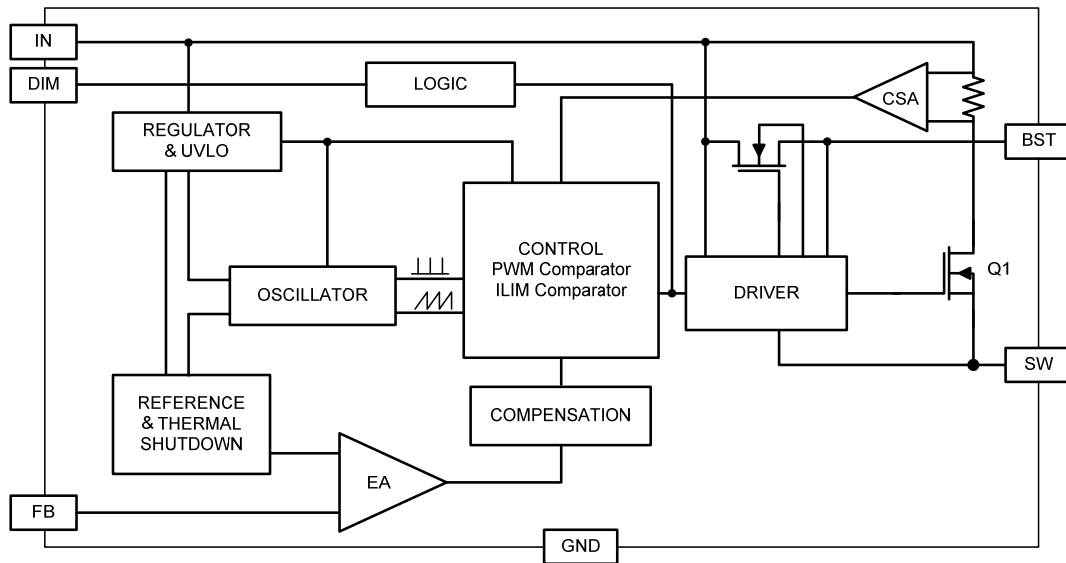 IN
DIM
LOGIC
CSA
REGULATOR
& UVLO
BST
CONTROL
PWM Comparator
ILIM Comparator
OSCILLATOR
DRIVER
Q1
SW
REFERENCE
& THERMAL
SHUTDOWN
COMPENSATION
EA
FB
GND